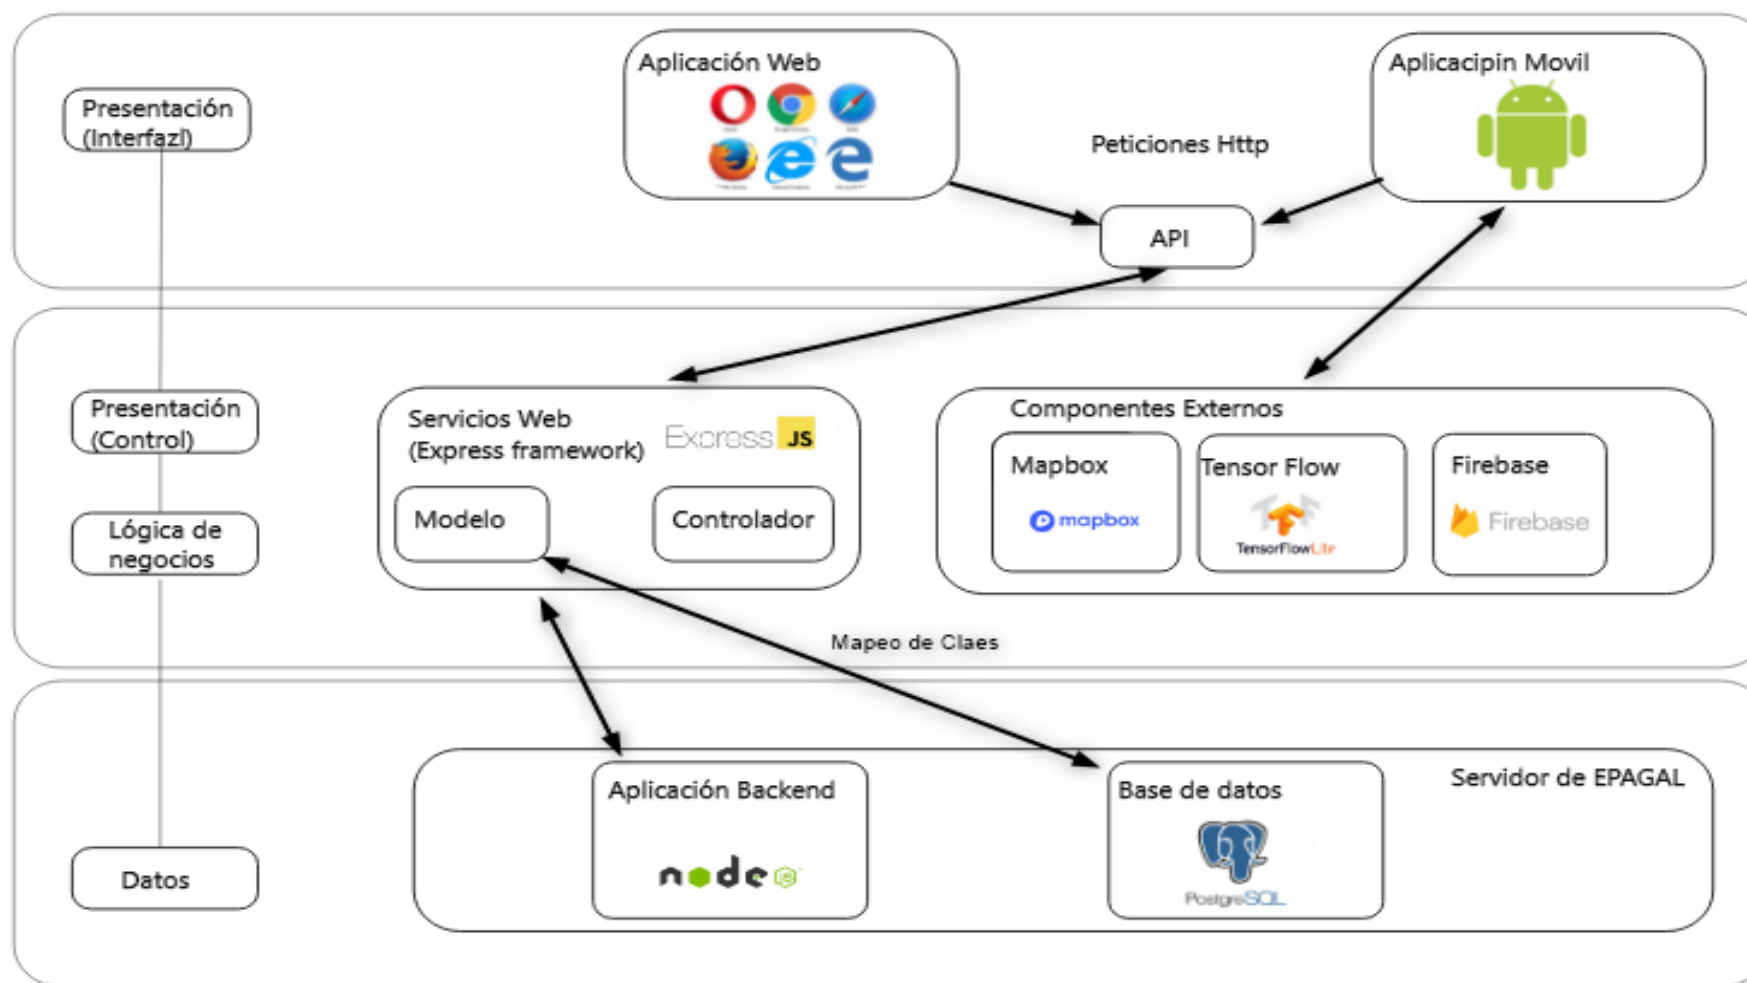 Aplicación Web
Aplicacipin Movil
Presentación
(Interfazl)
Peticiones Http
API
Presentación
(Control)
Servicios Web
(Express framework)
Express JS
Componentes Externos
Mapbox
mapbox
Tensor Flow
TensorFlowLite
Firebase
Firebase
Modelo
Controlador
Lógica de
negocios
Mapeo de Claes
Servidor de EPAGAL
Aplicación Backend
node JS
Base de datos
PostgreSQL
Datos